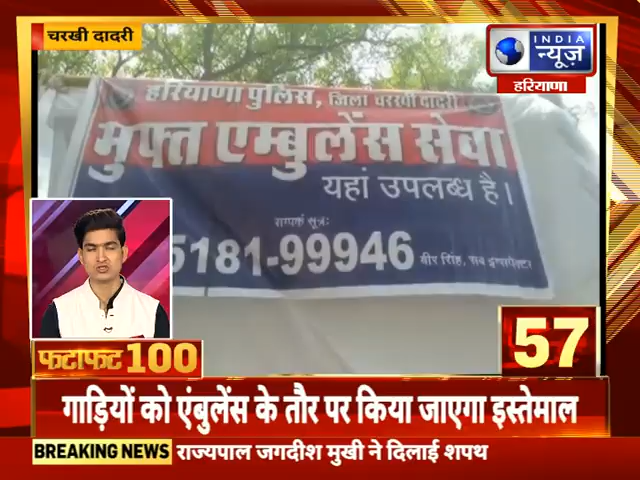 चरखी दादरी
INDIA
न्यूज़
हरियाणा
हरियाणा पुलिस, जिला चरखी दादरी
मुफ्त एम्बुलेंस सेवा
यहां उपलब्ध है।
सम्पर्क सूत्र:
5181-99946 वीर सिंह, सब इन्सपेक्टर
फटाफट 100
57
गाड़ियों को एंबुलेंस के तौर पर किया जाएगा इस्तेमाल
BREAKING NEWS राज्यपाल जगदीश मुखी ने दिलाई शपथ